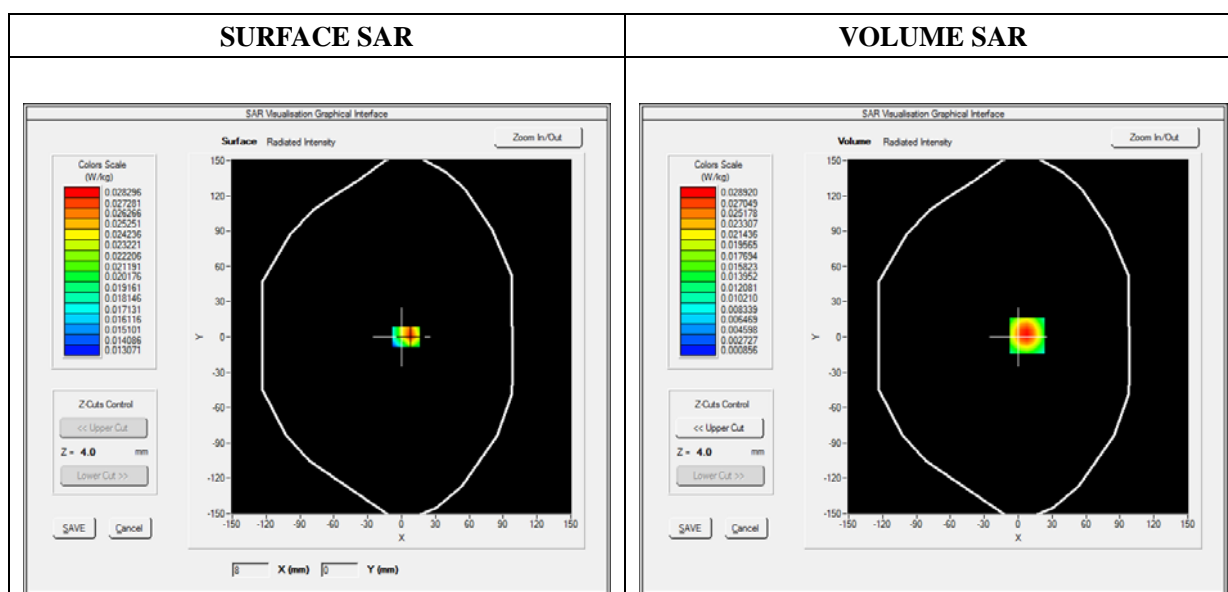 SURFACE SAR
VOLUME SAR
SAR Visualisation Graphical Interface
Surface Radiated Intensity
Zoom In/Out
Colors Scale
(W/kg)
0.028296
0.027281
0.026266
0.025251
0.024236
0.023221
0.022206
0.021191
0.020176
0.019161
0.018146
0.017131
0.016116
0.015101
0.014086
0.013071
Z-Cuts Control
<< Upper Cut
Z = 4.0 mm
Lower Cut >>
SAVE Cancel
150
120
90
60
30
0
-30
-60
-90
-120
-150
Y
-150 -120 -90 -60 -30 0 30 60 90 120 150
X
8 X (mm) 0 Y (mm)
SAR Visualisation Graphical Interface
Volume Radiated Intensity
Zoom In/Out
Colors Scale
(W/kg)
0.028920
0.027049
0.025178
0.023307
0.021436
0.019565
0.017694
0.015823
0.013952
0.012081
0.010210
0.008339
0.006469
0.004598
0.002727
0.000856
Z-Cuts Control
<< Upper Cut
Z = 4.0 mm
Lower Cut >>
SAVE Cancel
150
120
90
60
30
0
-30
-60
-90
-120
-150
Y
-150 -120 -90 -60 -30 0 30 60 90 120 150
X